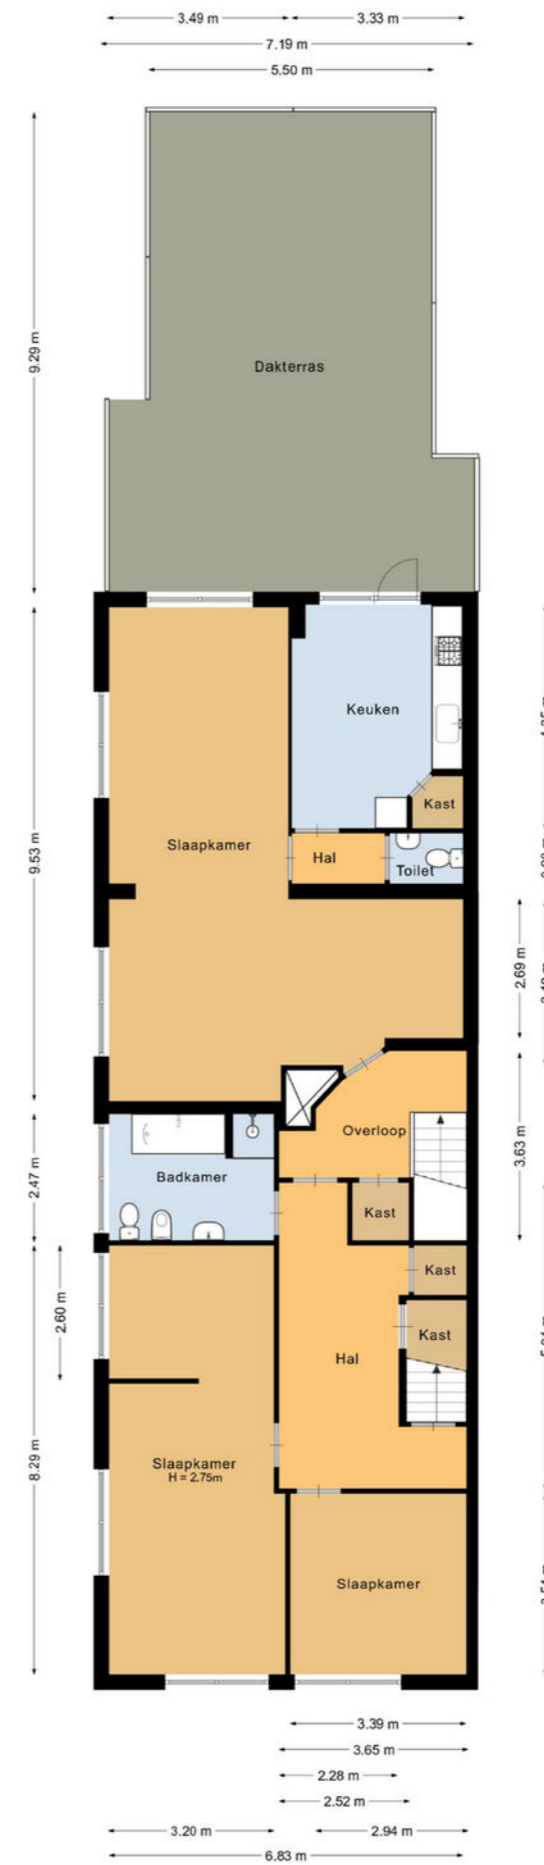 3.49 m
3.33 m
7.19 m
5.50 m
9.29 m
Dakterras
Keuken
Kast
Slaapkamer
Hal
Toilet
9.53 m
2.69 m
Overloop
3.63 m
Badkamer
2.47 m
Kast
Kast
2.60 m
Kast
Hal
8.29 m
Slaapkamer
H = 2.75m
Slaapkamer
3.39 m
3.65 m
2.28 m
2.52 m
3.20 m
2.94 m
6.83 m